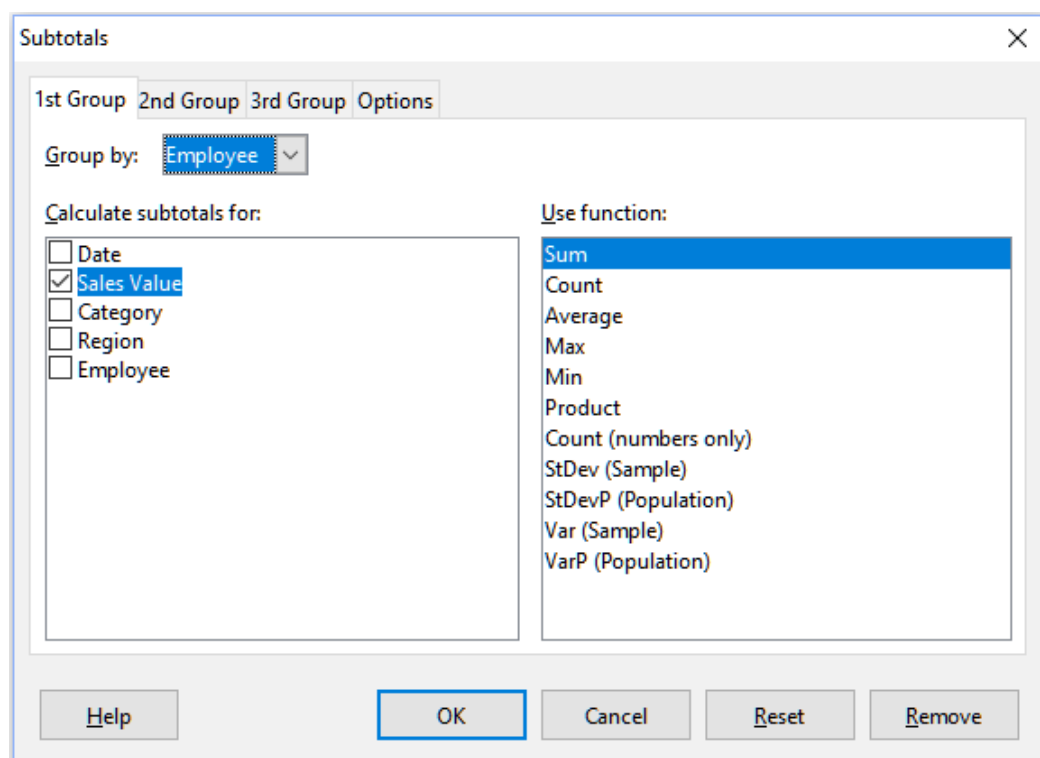 Subtotals
1st Group 2nd Group 3rd Group Options
Group by: Employee
Calculate subtotals for:
Date
Sales Value
Category
Region
Employee
Use function:
Sum
Count
Average
Max
Min
Product
Count (numbers only)
StDev (Sample)
StDevP (Population)
Var (Sample)
VarP (Population)
Help OK Cancel Reset Remove